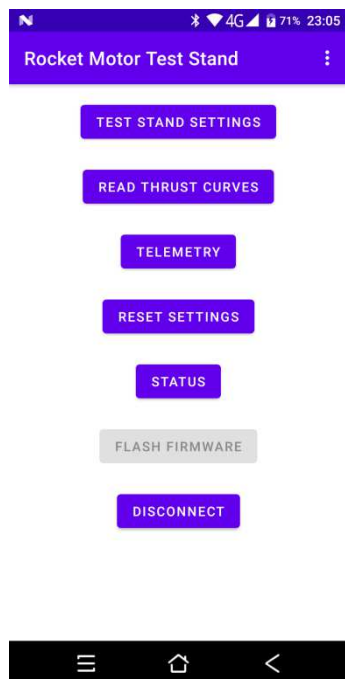 4G 71% 23:05
Rocket Motor Test Stand
TEST STAND SETTINGS
READ THRUST CURVES
TELEMETRY
RESET SETTINGS
STATUS
FLASH FIRMWARE
DISCONNECT